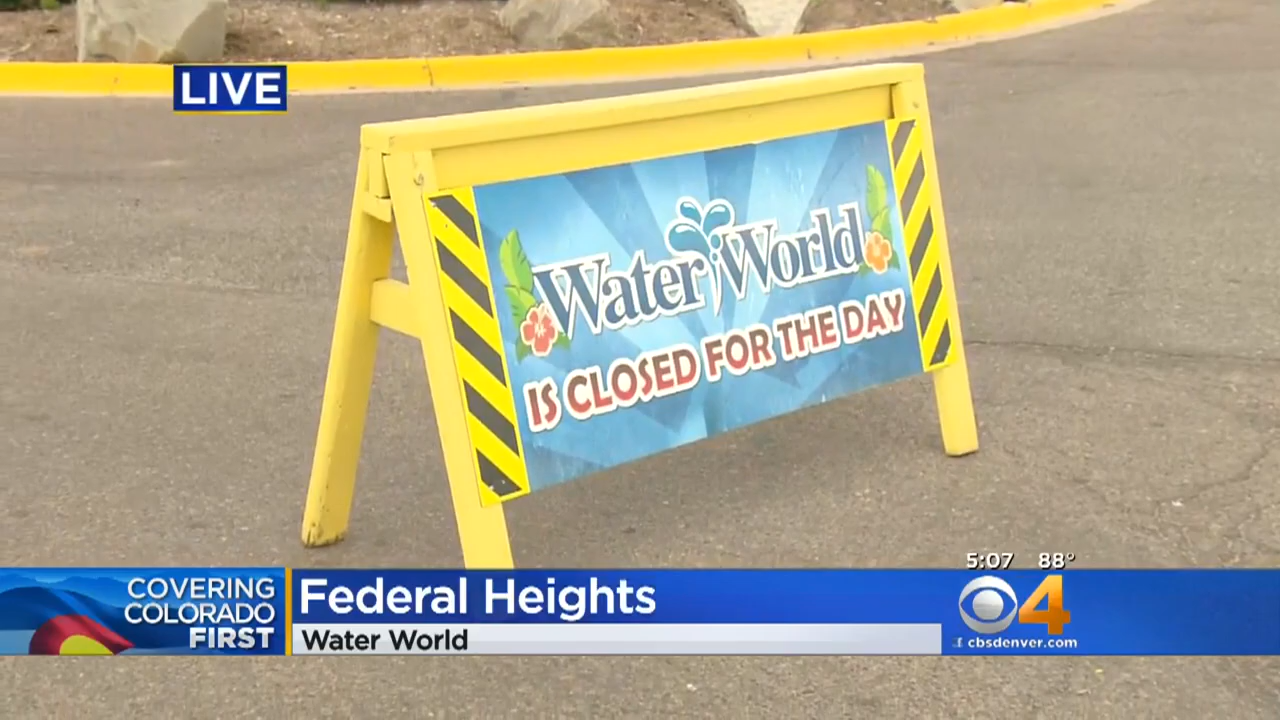 LIVE
Water World
IS CLOSED FOR THE DAY
5:07 88°
COVERING
COLORADO
FIRST
Federal Heights
Water World
4
cbsdenver.com